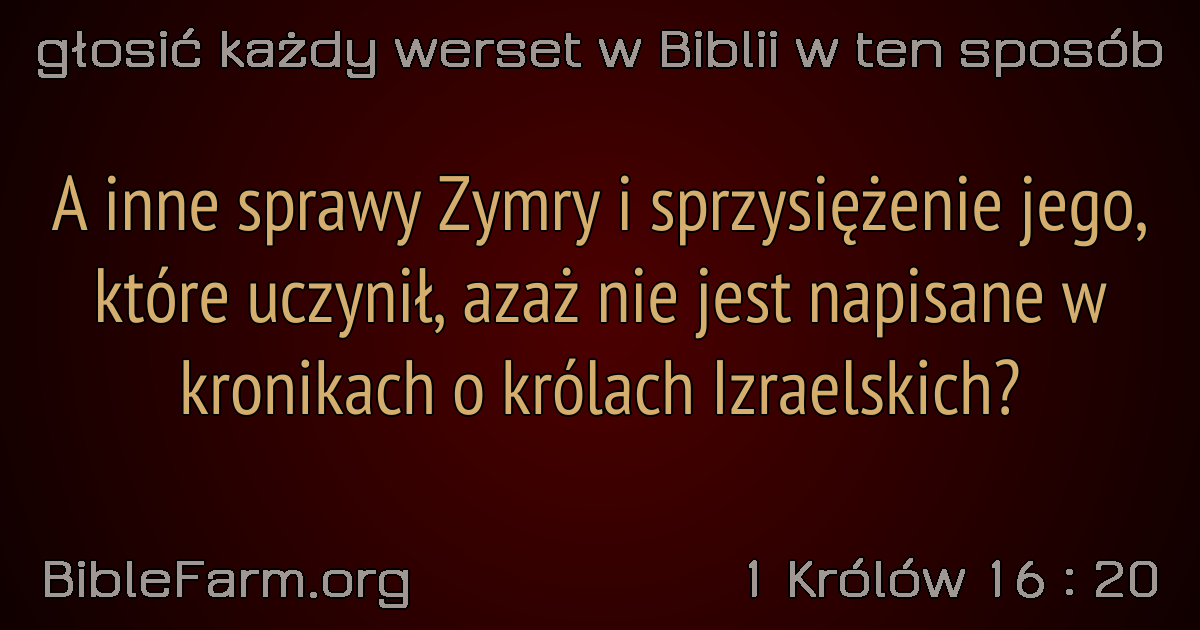 głosić każdy werset w Biblii w ten sposób
A inne sprawy Zymry i sprzysiężenie jego,
które uczynił, azaż nie jest napisane w
kronikach o królach Izraelskich?
BibleFarm.org
1 Królów 16 : 20